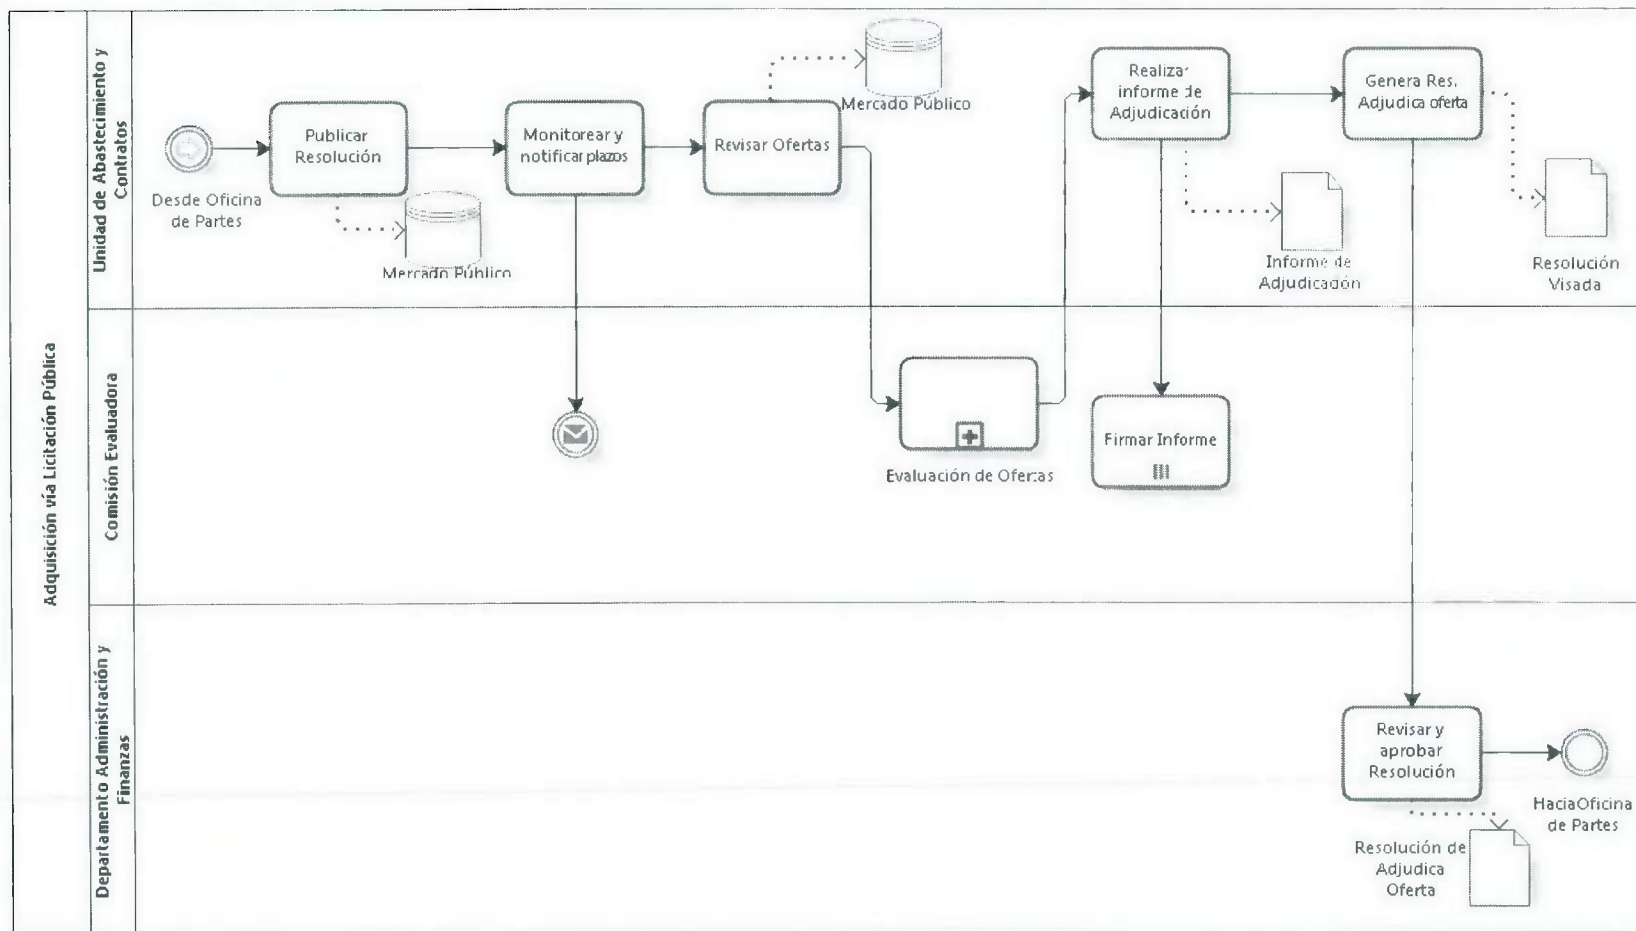 Adquisición vía Licitación Pública
Unidad de Abastecimiento y
Contratos
Desde Oficina
de Partes
Publicar
Resolución
Mercado Público
Monitorear y
notificar plazos
Revisar Ofertas
Mercado Público
Realizar
informe de
Adjudicación
Informe de
Adjudicación
Genera Res.
Adjudica oferta
Resolución
Visada
Comisión Evaluadora
Evaluación de Ofertas
Firmar Informe
Departamento Administración y
Finanzas
Revisar y
aprobar
Resolución
Resolución de
Adjudica
Oferta
HaciaOficina
de Partes